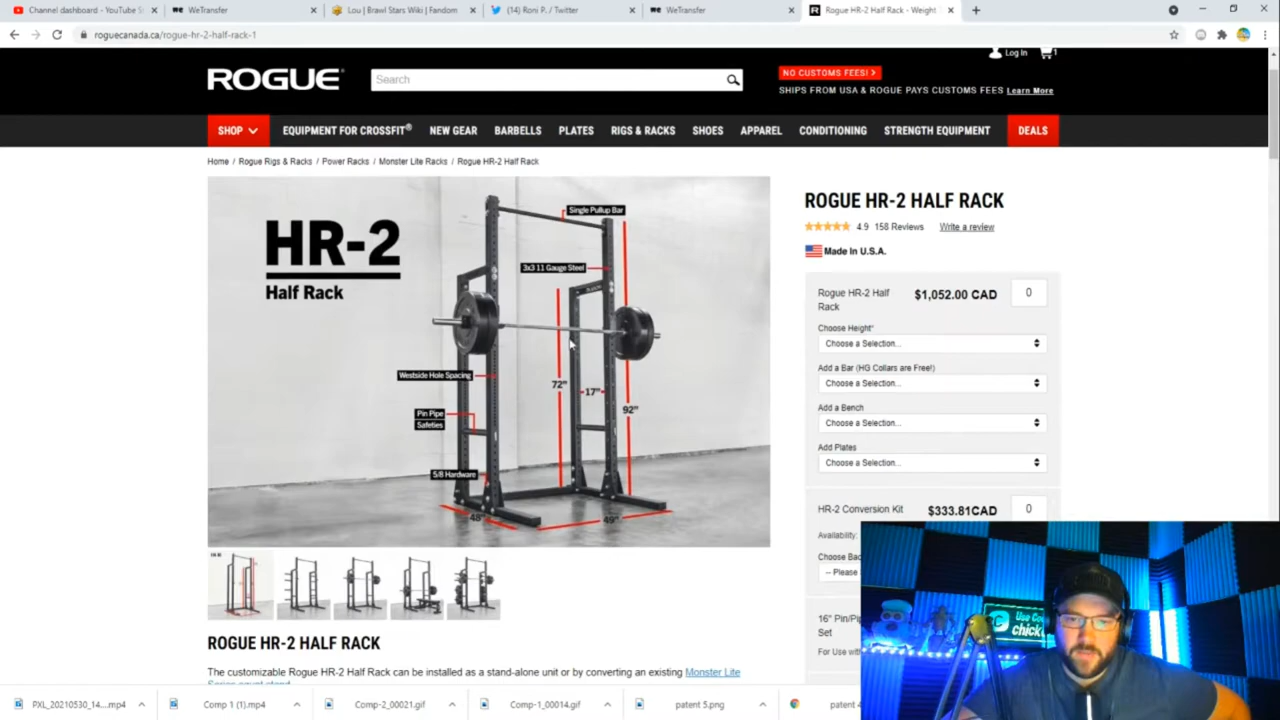 Channel dashboard - YouTube S
WeTransfer
Lou | Brawl Stars Wiki | Fandom
(14) Roni P. / Twitter
WeTransfer
Rogue HR-2 Half Rack - Weight
roguecanada.ca/rogue-hr-2-half-rack-1
Log In
1
ROGUE
Search
NO CUSTOMS FEES! >
SHIPS FROM USA & ROGUE PAYS CUSTOMS FEES Learn More
SHOP
EQUIPMENT FOR CROSSFIT®
NEW GEAR
BARBELLS
PLATES
RIGS & RACKS
SHOES
APPAREL
CONDITIONING
STRENGTH EQUIPMENT
DEALS
Home / Rogue Rigs & Racks / Power Racks / Monster Lite Racks / Rogue HR-2 Half Rack
HR-2
Half Rack
Single Pullup Bar
3x3 11 Gauge Steel
Westside Hole Spacing
72"
17"
92"
Pin Pipe
Safeties
5/8 Hardware
48"
49"
ROGUE HR-2 HALF RACK
4.9 158 Reviews Write a review
Made In U.S.A.
Rogue HR-2 Half
Rack
$1,052.00 CAD
0
Choose Height*
Choose a Selection...
Add a Bar (HG Collars are Free!)
Choose a Selection...
Add a Bench
Choose a Selection...
Add Plates
Choose a Selection...
HR-2 Conversion Kit
$333.81CAD
0
Availability:
Choose Bac
-- Please
16" Pin/Pip
Set
For Use with
Use Co
chick
ROGUE HR-2 HALF RACK
The customizable Rogue HR-2 Half Rack can be installed as a stand-alone unit or by converting an existing Monster Lite
PXL_20210530_14....mp4
Comp 1 (1).mp4
Comp-2_00021.gif
Comp-1_00014.gif
patent 5.png
patent 4